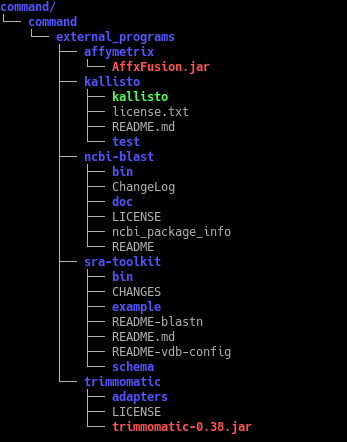 command/
└── command
    └── external_programs
        ├── affymetrix
        │   └── AffxFusion.jar
        ├── kallisto
        │   ├── kallisto
        │   ├── license.txt
        │   ├── README.md
        │   └── test
        ├── ncbi-blast
        │   ├── bin
        │   ├── ChangeLog
        │   ├── doc
        │   ├── LICENSE
        │   ├── ncbi_package_info
        │   └── README
        ├── sra-toolkit
        │   ├── bin
        │   ├── CHANGES
        │   ├── example
        │   ├── README-blastn
        │   ├── README.md
        │   ├── README-vdb-config
        │   └── schema
        └── trimmomatic
            ├── adapters
            ├── LICENSE
            └── trimmomatic-0.38.jar